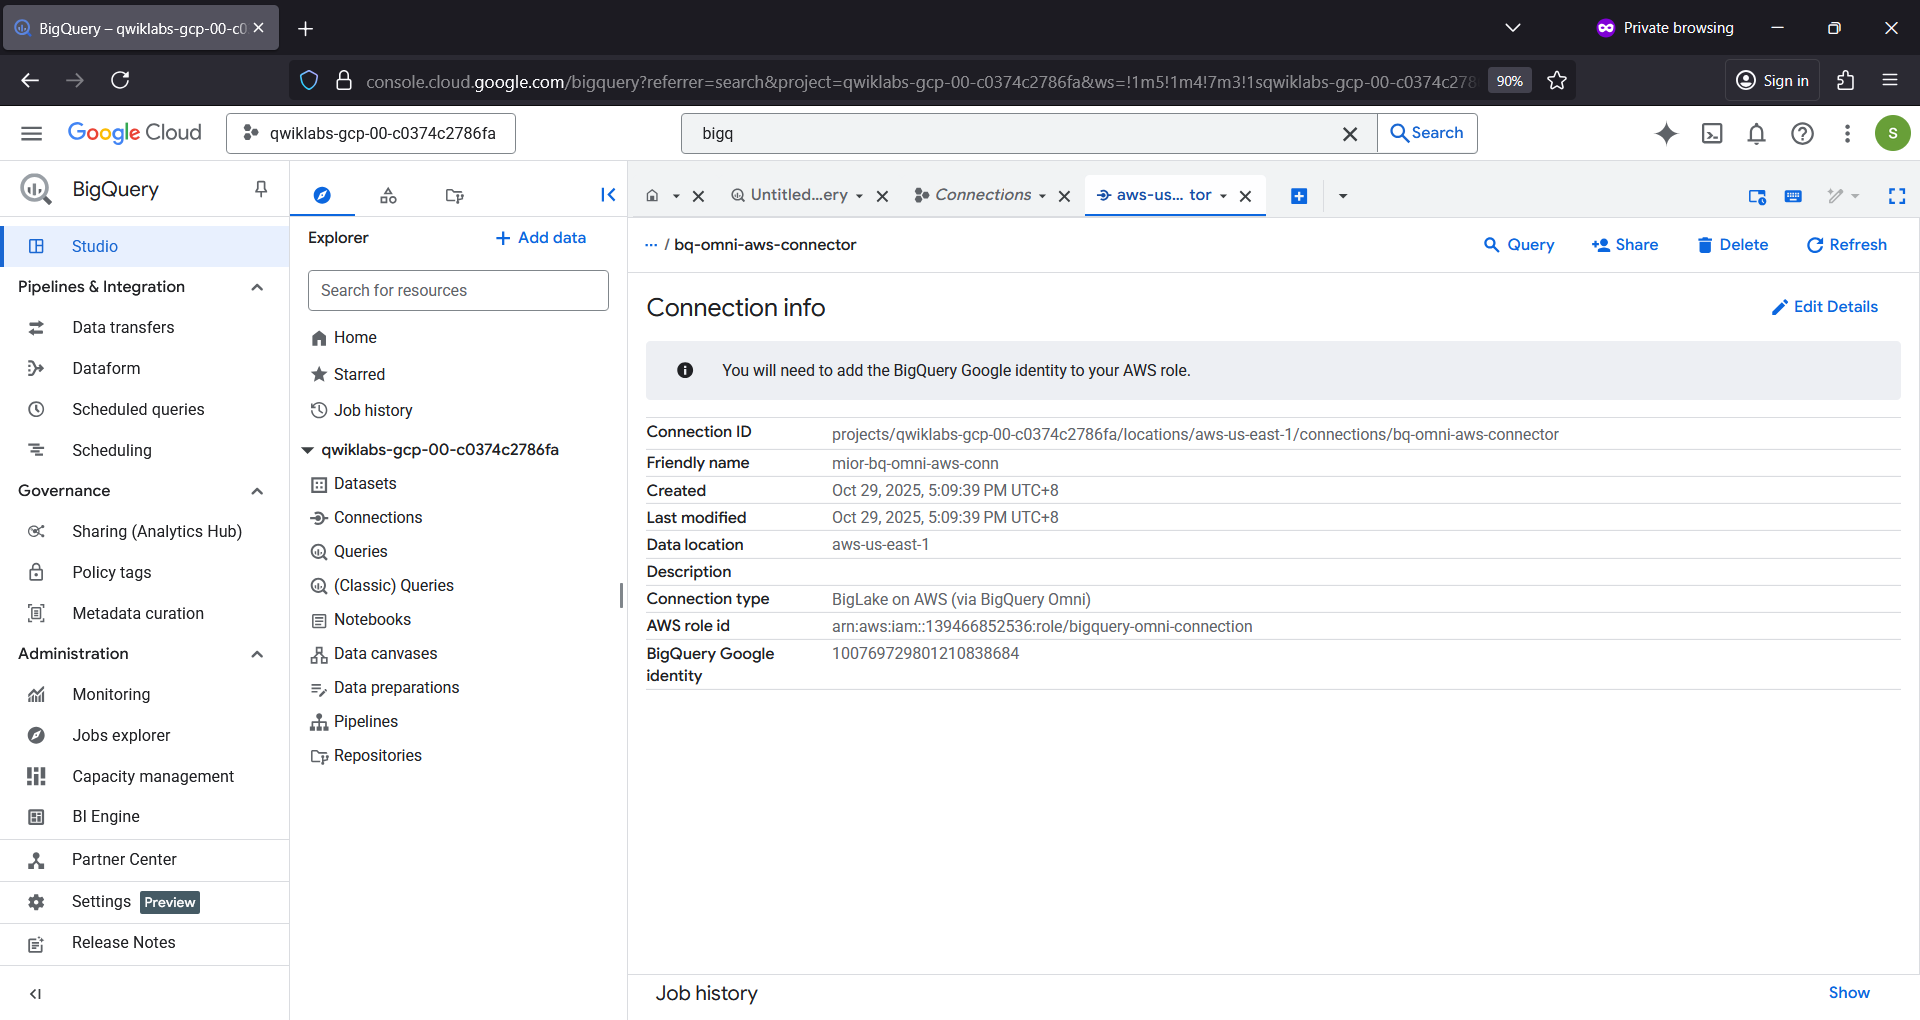 BigQuery – qwiklabs-gcp-00-c0
Private browsing
console.cloud.google.com/bigquery?referrer=search&project=qwiklabs-gcp-00-c0374c2786fa&ws=!1m5!1m4!7m3!1sqwiklabs-gcp-00-c0374c278
90%
Sign in
Google Cloud
qwiklabs-gcp-00-c0374c2786fa
bigq
Search
S
BigQuery
Studio
Pipelines & Integration
Data transfers
Dataform
Scheduled queries
Scheduling
Governance
Sharing (Analytics Hub)
Policy tags
Metadata curation
Administration
Monitoring
Jobs explorer
Capacity management
BI Engine
Partner Center
Settings Preview
Release Notes
Explorer
Add data
Search for resources
Home
Starred
Job history
qwiklabs-gcp-00-c0374c2786fa
Datasets
Connections
Queries
(Classic) Queries
Notebooks
Data canvases
Data preparations
Pipelines
Repositories
Untitled...ery
Connections
aws-us... tor
... / bq-omni-aws-connector
Query
Share
Delete
Refresh
Connection info
Edit Details
You will need to add the BigQuery Google identity to your AWS role.
Connection ID projects/qwiklabs-gcp-00-c0374c2786fa/locations/aws-us-east-1/connections/bq-omni-aws-connector
Friendly name mior-bq-omni-aws-conn
Created Oct 29, 2025, 5:09:39 PM UTC+8
Last modified Oct 29, 2025, 5:09:39 PM UTC+8
Data location aws-us-east-1
Description
Connection type BigLake on AWS (via BigQuery Omni)
AWS role id arn:aws:iam::139466852536:role/bigquery-omni-connection
BigQuery Google identity 100769729801210838684
Job history
Show